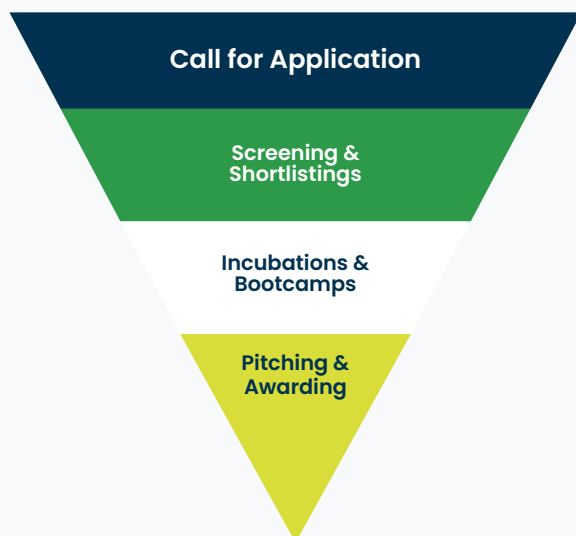 Call for Application
Screening &
Shortlistings
Incubations &
Bootcamps
Pitching &
Awarding